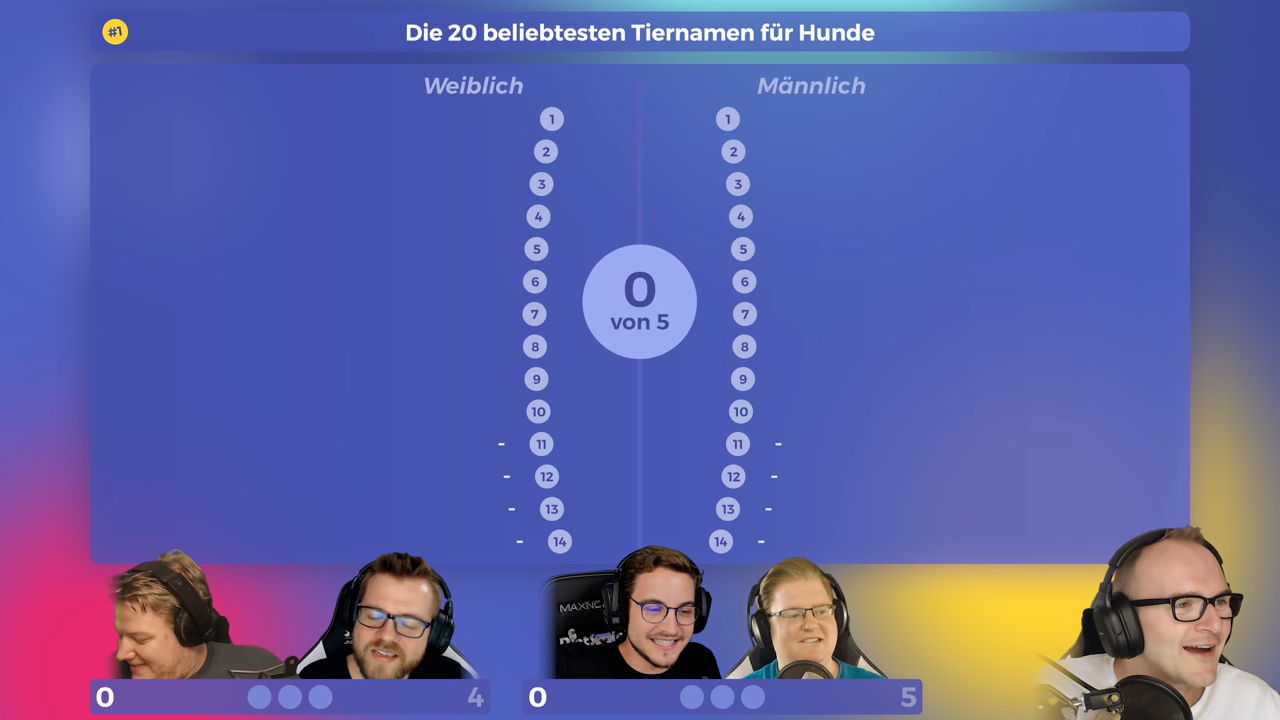 #1
Die 20 beliebtesten Tiernamen für Hunde
Weiblich Männlich
1 1
2 2
3 3
4 4
5 5
6 6
7 7
8 8
9 9
10 10
- 11 11 -
- 12 12 -
- 13 13 -
- 14 14 -
0
von 5
MAXNO
0 4
0 5